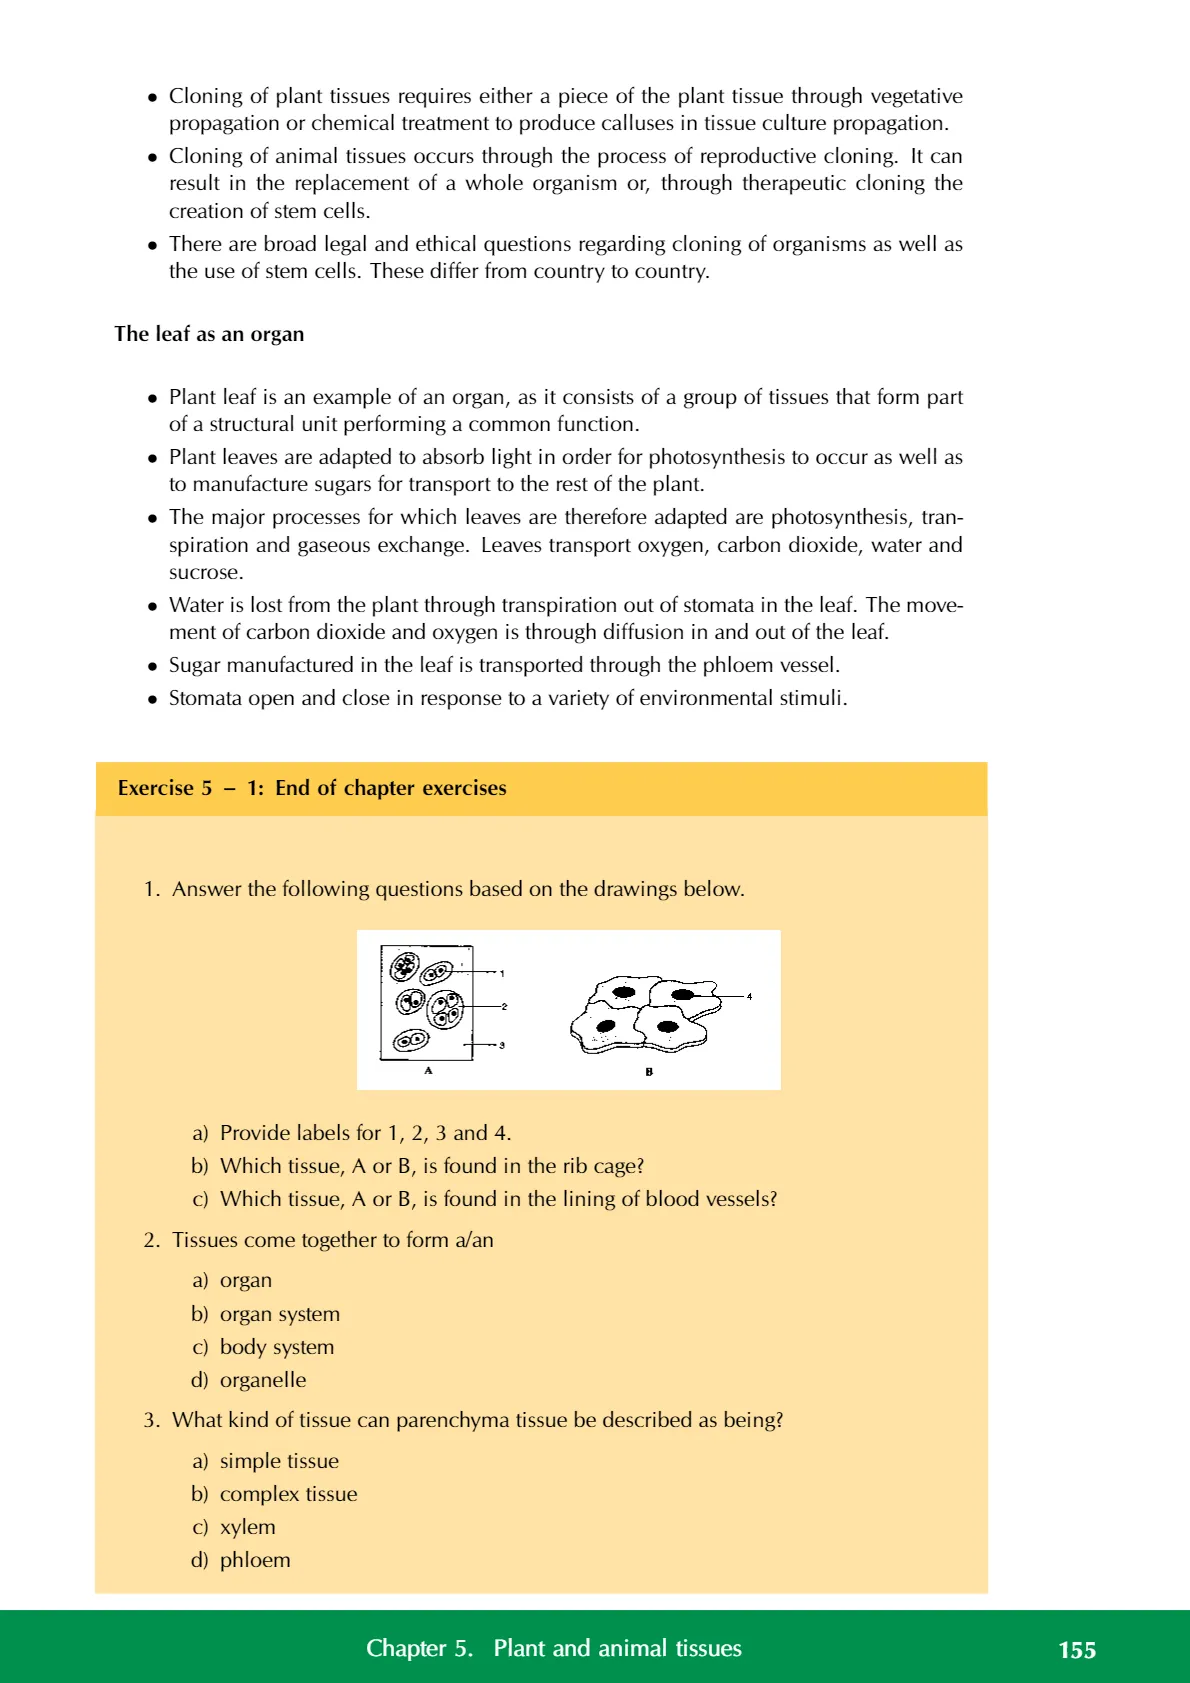 • Cloning of plant tissues requires either a piece of the plant tissue through vegetative
propagation or chemical treatment to produce calluses in tissue culture propagation.
• Cloning of animal tissues occurs through the process of reproductive cloning. It can
result in the replacement of a whole organism or, through therapeutic cloning the
creation of stem cells.
• There are broad legal and ethical questions regarding cloning of organisms as well as
the use of stem cells. These differ from country to country.
The leaf as an organ
• Plant leaf is an example of an organ, as it consists of a group of tissues that form part
of a structural unit performing a common function.
• Plant leaves are adapted to absorb light in order for photosynthesis to occur as well as
to manufacture sugars for transport to the rest of the plant.
• The major processes for which leaves are therefore adapted are photosynthesis, tran-
spiration and gaseous exchange. Leaves transport oxygen, carbon dioxide, water and
sucrose.
• Water is lost from the plant through transpiration out of stomata in the leaf. The move-
ment of carbon dioxide and oxygen is through diffusion in and out of the leaf.
• Sugar manufactured in the leaf is transported through the phloem vessel.
• Stomata open and close in response to a variety of environmental stimuli.
Exercise 5 – 1: End of chapter exercises
1. Answer the following questions based on the drawings below.
1
2
3
4
A
B
a) Provide labels for 1, 2, 3 and 4.
b) Which tissue, A or B, is found in the rib cage?
c) Which tissue, A or B, is found in the lining of blood vessels?
2. Tissues come together to form a/an
a) organ
b) organ system
c) body system
d) organelle
3. What kind of tissue can parenchyma tissue be described as being?
a) simple tissue
b) complex tissue
c) xylem
d) phloem
Chapter 5. Plant and animal tissues
155